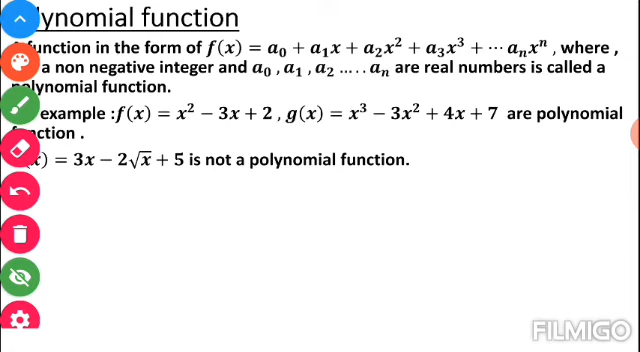 lynomial function
function in the form of f(x) = a₀ + a₁x + a₂x² + a₃x³ + ⋯ aₙxⁿ , where ,
a non negative integer and a₀ , a₁ , a₂ ….. aₙ are real numbers is called a
lynomial function.
example :f(x) = x² − 3x + 2 , g(x) = x³ − 3x² + 4x + 7 are polynomial
ction .
) = 3x − 2√x + 5 is not a polynomial function.
FILMIGO